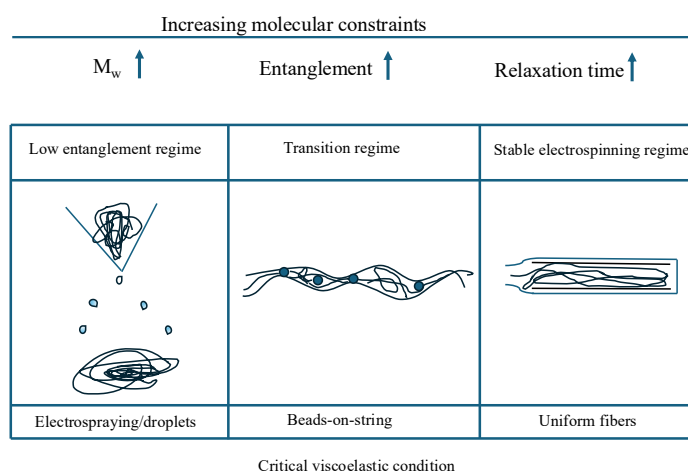 Increasing molecular constraints
Mw Entanglement Relaxation time
Low entanglement regime Transition regime Stable electrospinning regime
Electrospraying/droplets Beads-on-string Uniform fibers
Critical viscoelastic condition